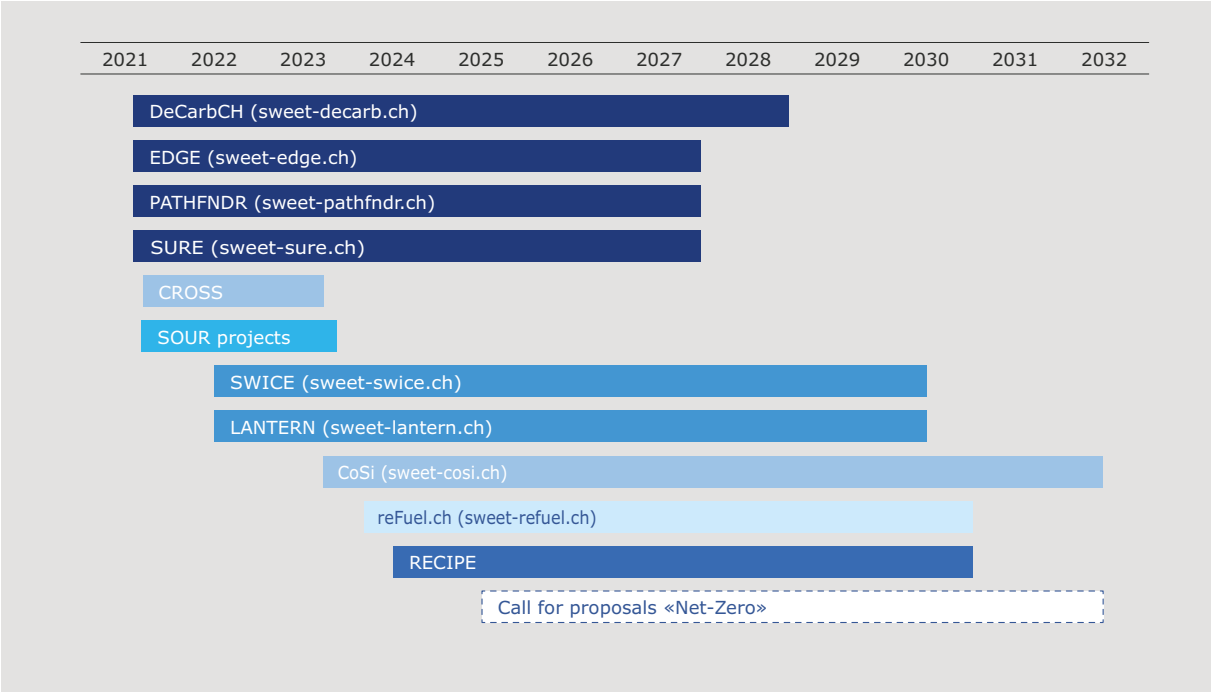 2021 2022 2023 2024 2025 2026 2027 2028 2029 2030 2031 2032
DeCarbCH (sweet-decarb.ch)
EDGE (sweet-edge.ch)
PATHFNDR (sweet-pathfndr.ch)
SURE (sweet-sure.ch)
CROSS
SOUR projects
SWICE (sweet-swice.ch)
LANTERN (sweet-lantern.ch)
CoSi (sweet-cosi.ch)
reFuel.ch (sweet-refuel.ch)
RECIPE
Call for proposals «Net-Zero»